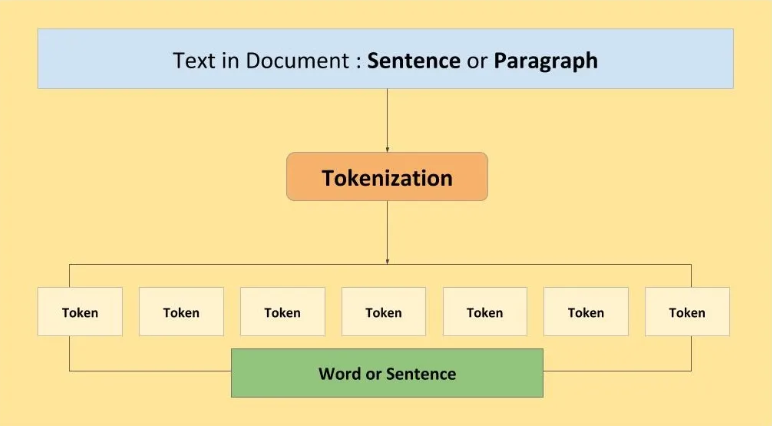 Text in Document : Sentence or Paragraph
Tokenization
Token
Token
Token
Token
Token
Token
Token
Word or Sentence